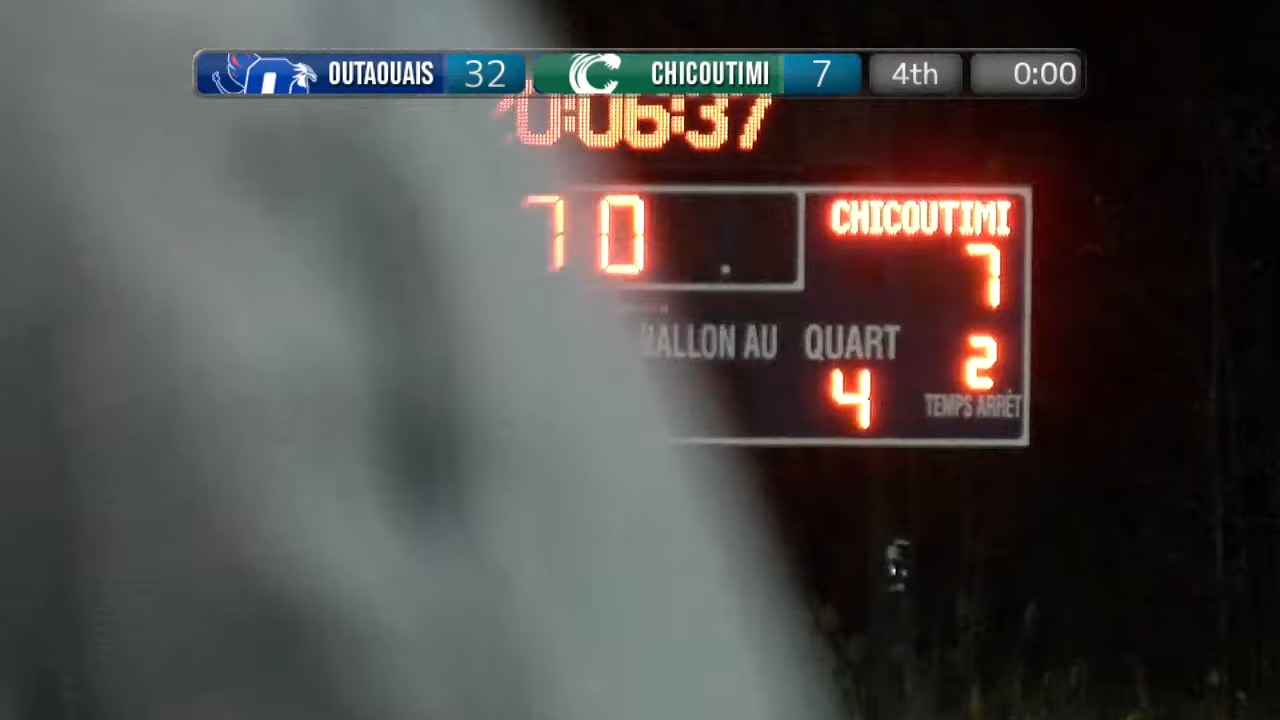 OUTAOUAIS 32 CHICOUTIMI 7 4th 0:00
0:06:37
70
CHICOUTIMI
7
BALLON AU QUART
2
4
TEMPS ARRÊT